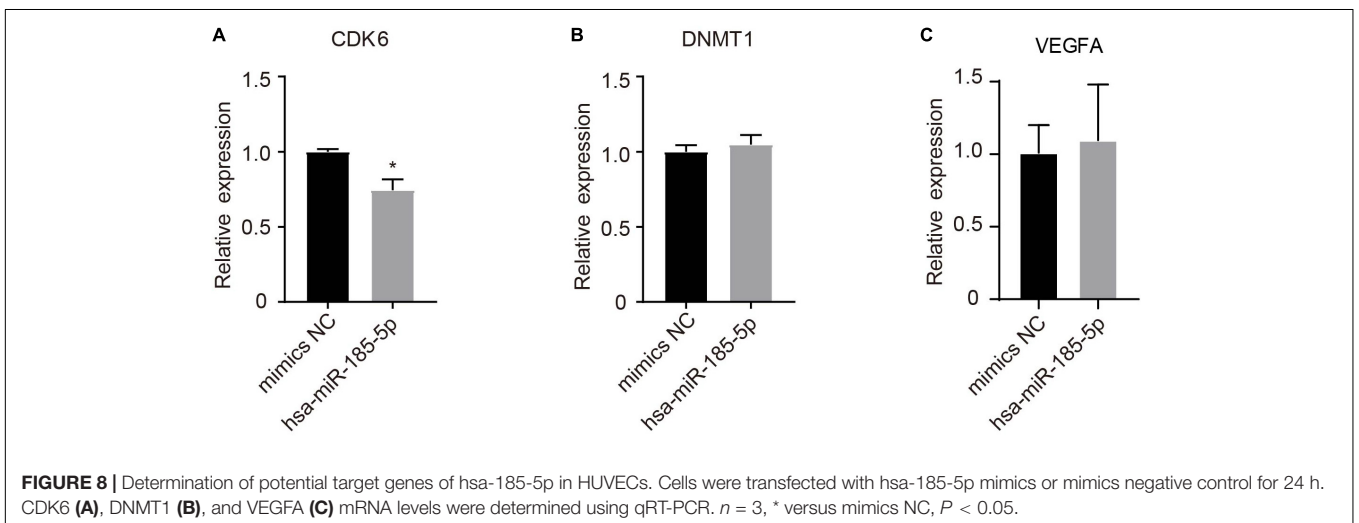 A CDK6
1.5
1.0
0.5
0
Relative expression
*
mimics NC
hsa-miR-185-5p
B DNMT1
1.5
1.0
0.5
0
Relative expression
mimics NC
hsa-miR-185-5p
C VEGFA
1.5
1.0
0.5
0
Relative expression
mimics NC
hsa-miR-185-5p
FIGURE 8 | Determination of potential target genes of hsa-185-5p in HUVECs. Cells were transfected with hsa-185-5p mimics or mimics negative control for 24 h.
CDK6 (A), DNMT1 (B), and VEGFA (C) mRNA levels were determined using qRT-PCR. n = 3, * versus mimics NC, P < 0.05.